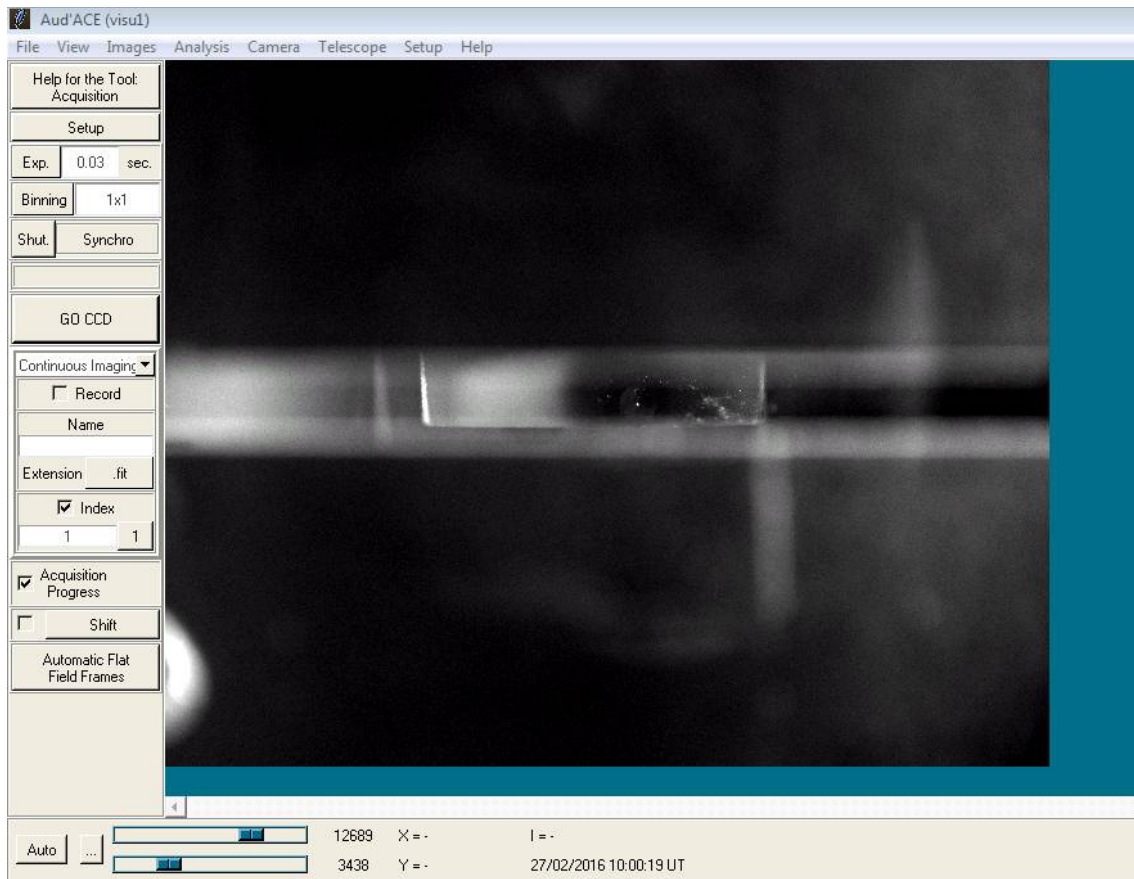 Aud'ACE (visu1)
File View Images Analysis Camera Telescope Setup Help
Help for the Tool:
Acquisition
Setup
Exp. 0.03 sec.
Binning 1x1
Shut. Synchro
GO CCD
Continuous Imaging
Record
Name
Extension .fit
Index
1 1
Acquisition
Progress
Shift
Automatic Flat
Field Frames
Auto ... 12689 X = - I = -
3438 Y = - 27/02/2016 10:00:19 UT